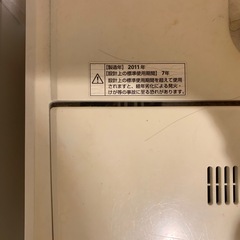 【製造年】2011年
【設計上の標準使用期間】7年
設計上の標準使用期間を超えて使用
されますと、経年劣化による発火・
けが等の事故に至る恐れがあります。